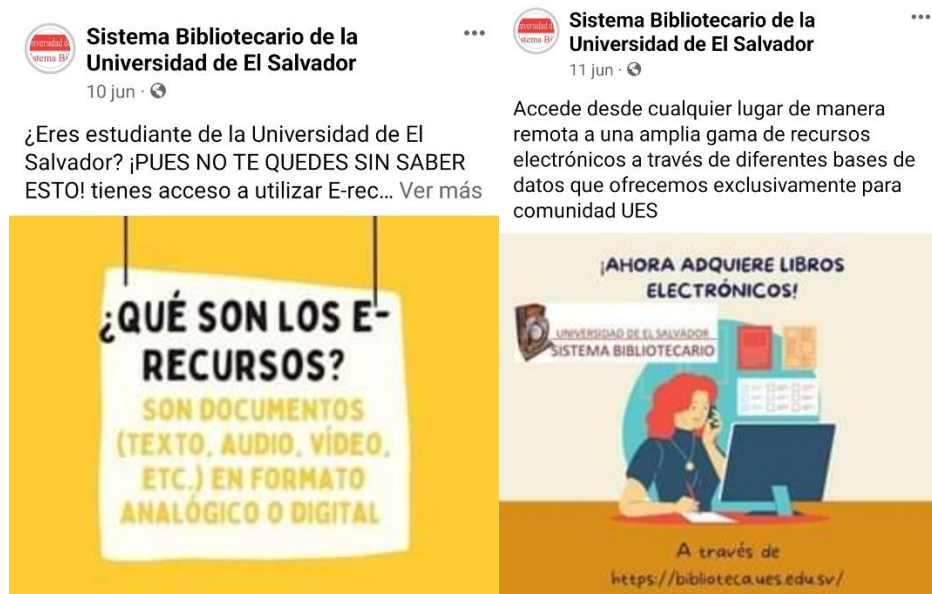 Sistema Bibliotecario de la
Universidad de El Salvador
10 jun
¿Eres estudiante de la Universidad de El
Salvador? ¡PUES NO TE QUEDES SIN SABER
ESTO! tienes acceso a utilizar E-rec... Ver más
¿QUÉ SON LOS E-
RECURSOS?
SON DOCUMENTOS
(TEXTO, AUDIO, VÍDEO,
ETC.) EN FORMATO
ANALÓGICO O DIGITAL
Sistema Bibliotecario de la
Universidad de El Salvador
11 jun
Accede desde cualquier lugar de manera
remota a una amplia gama de recursos
electrónicos a través de diferentes bases de
datos que ofrecemos exclusivamente para
comunidad UES
¡AHORA ADQUIERE LIBROS
ELECTRÓNICOS!
UNIVERSIDAD DE EL SALVADOR
SISTEMA BIBLIOTECARIO
A través de
https://biblioteca.ues.edu.sv/